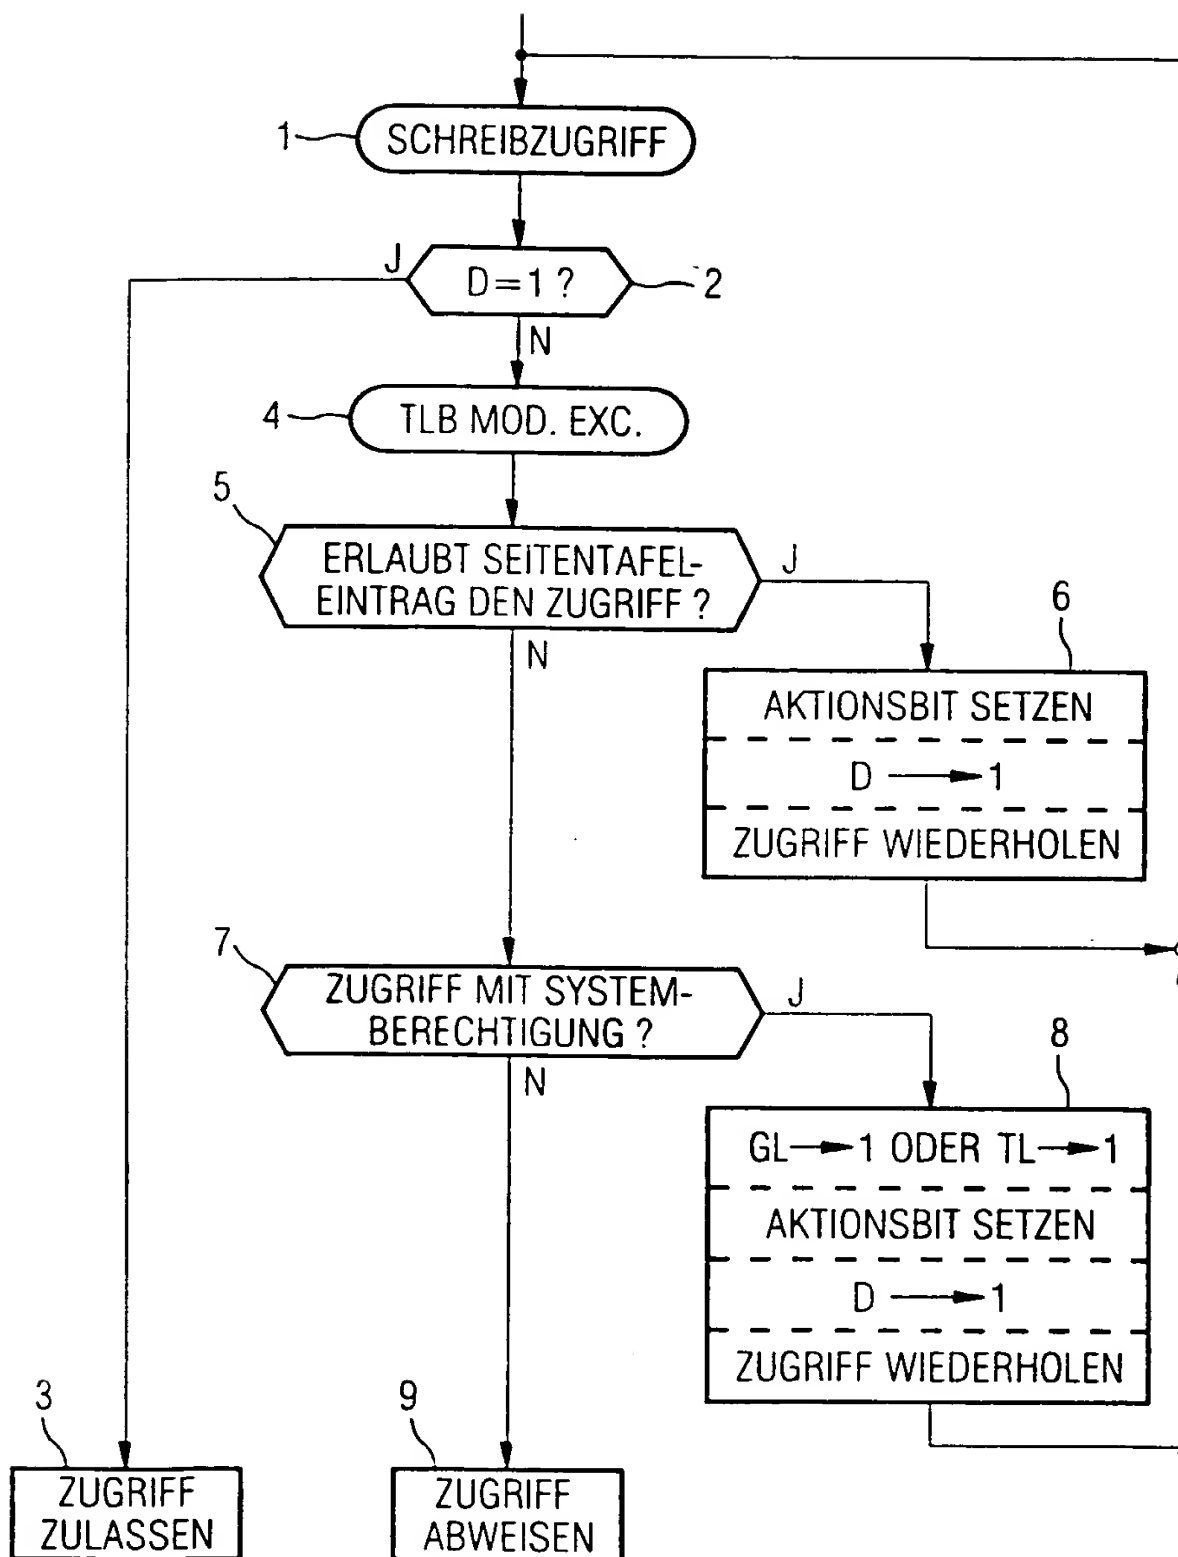 1
SCHREIBZUGRIFF
J
D=1 ?
2
N
4
TLB MOD. EXC.
5
ERLAUBT SEITENTAFEL-
EINTRAG DEN ZUGRIFF ?
J
N
6
AKTIONSBIT SETZEN
D → 1
ZUGRIFF WIEDERHOLEN
7
ZUGRIFF MIT SYSTEM-
BERECHTIGUNG ?
J
N
8
GL → 1 ODER TL → 1
AKTIONSBIT SETZEN
D → 1
ZUGRIFF WIEDERHOLEN
3
ZUGRIFF
ZULASSEN
9
ZUGRIFF
ABWEISEN